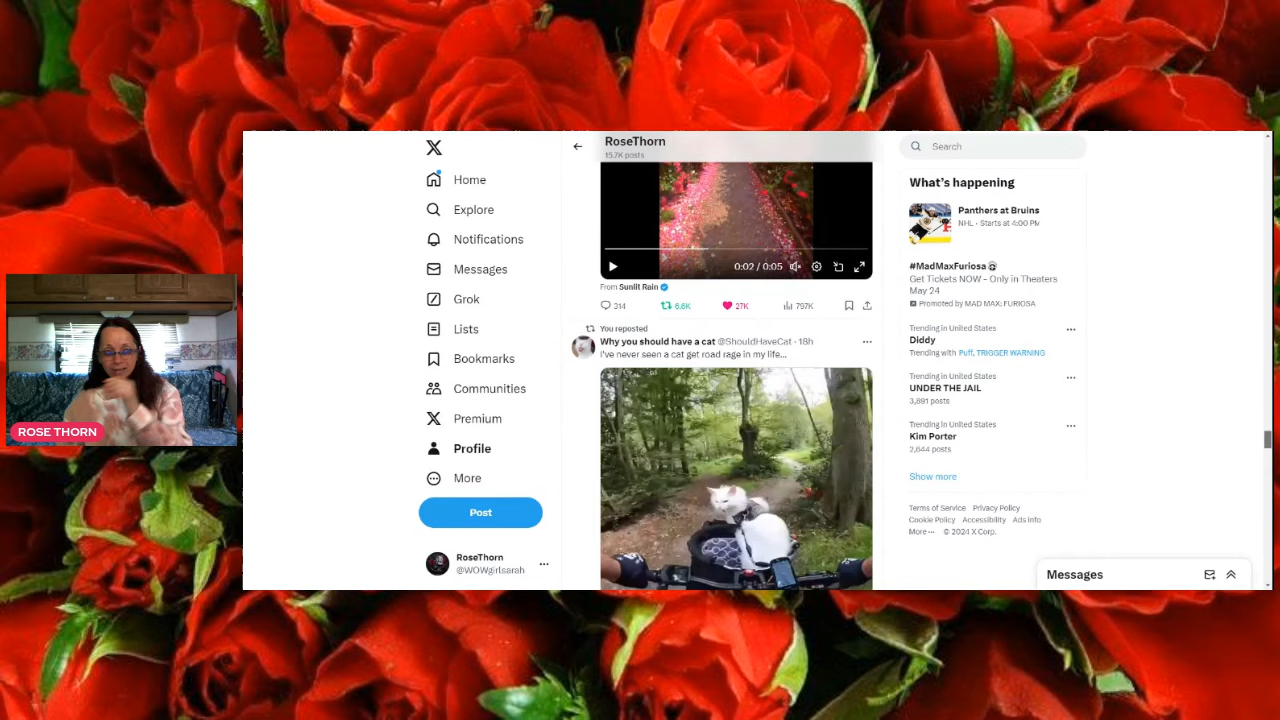 RoseThorn
15.7K posts
Search
Home
Explore
Notifications
Messages
Grok
Lists
Bookmarks
Communities
Premium
Profile
More
Post
RoseThorn
@WOWgirlsarah
0:02 / 0:05
From Sunlit Rain
314
6.6K
27K
797K
You reposted
Why you should have a cat @ShouldHaveCat · 18h
I've never seen a cat get road rage in my life...
What's happening
Panthers at Bruins
NHL · Starts at 4:00 PM
#MadMaxFuriosa
Get Tickets NOW – Only in Theaters
May 24
Promoted by MAD MAX: FURIOSA
Trending in United States
Diddy
Trending with Puff, TRIGGER WARNING
Trending in United States
UNDER THE JAIL
3,891 posts
Trending in United States
Kim Porter
2,644 posts
Show more
Terms of Service Privacy Policy
Cookie Policy Accessibility Ads info
More ··· © 2024 X Corp.
Messages
ROSE THORN